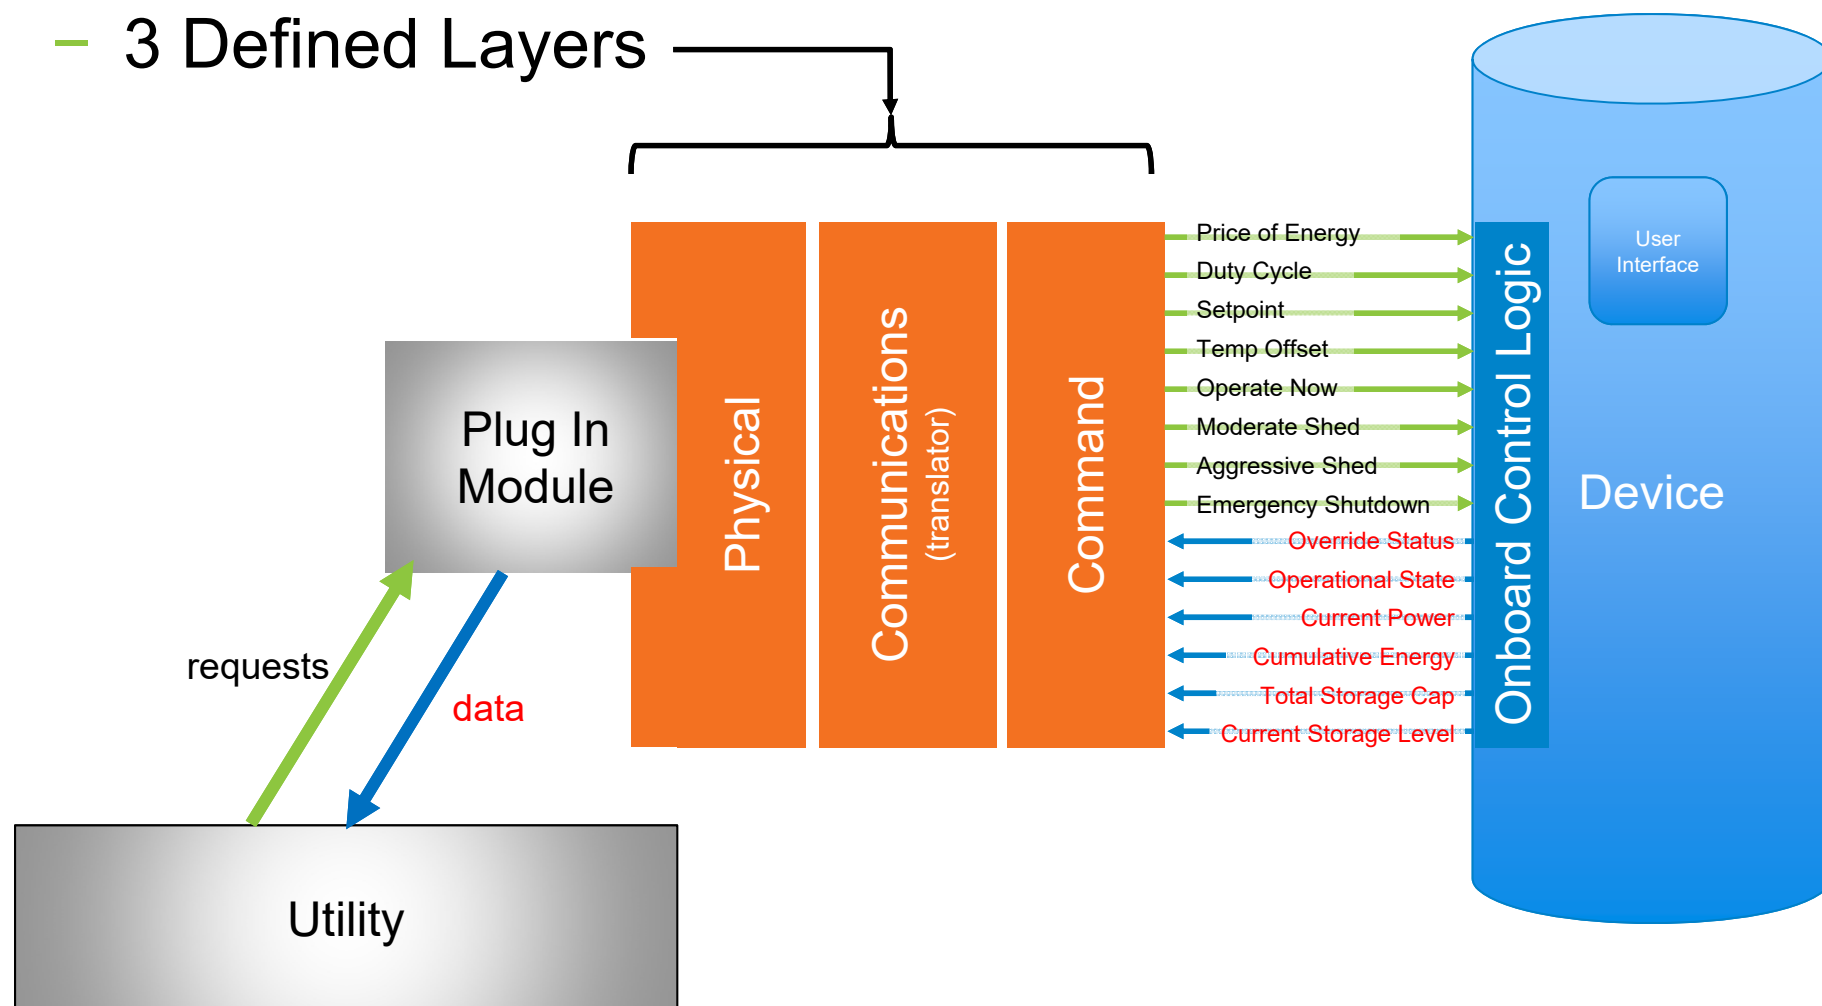 – 3 Defined Layers
Price of Energy
Duty Cycle
Setpoint
Temp Offset
Operate Now
Moderate Shed
Aggressive Shed
Emergency Shutdown
Override Status
Operational State
Current Power
Cumulative Energy
Total Storage Cap
Current Storage Level
User
Interface
Onboard Control Logic
Device
Physical
Communications
(translator)
Command
Plug In
Module
requests
data
Utility